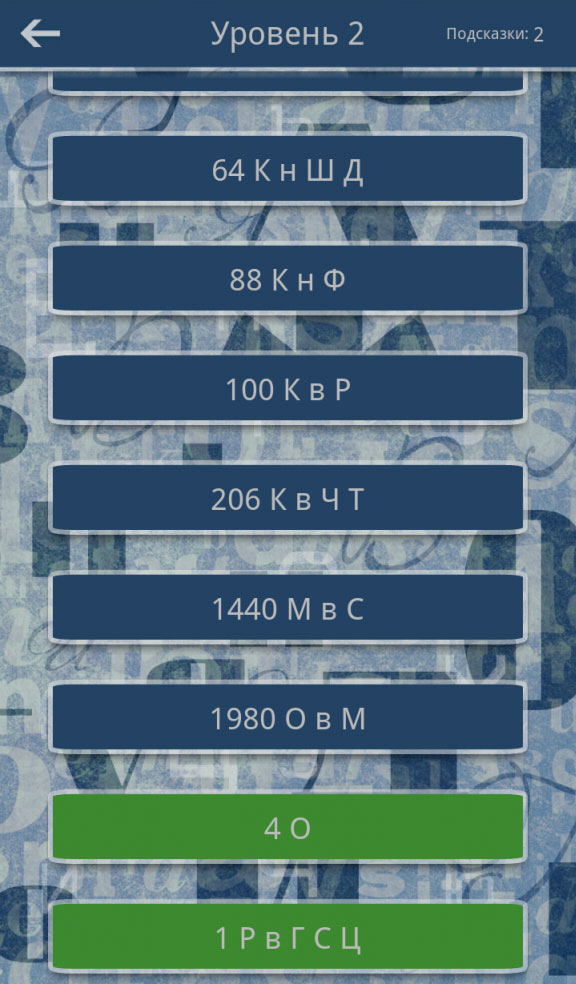 Уровень 2
Подсказки: 2
64 К н Ш Д
88 К н Ф
100 К в Р
206 К в Ч Т
1440 М в С
1980 О в М
4 О
1 Р в Г С Ц